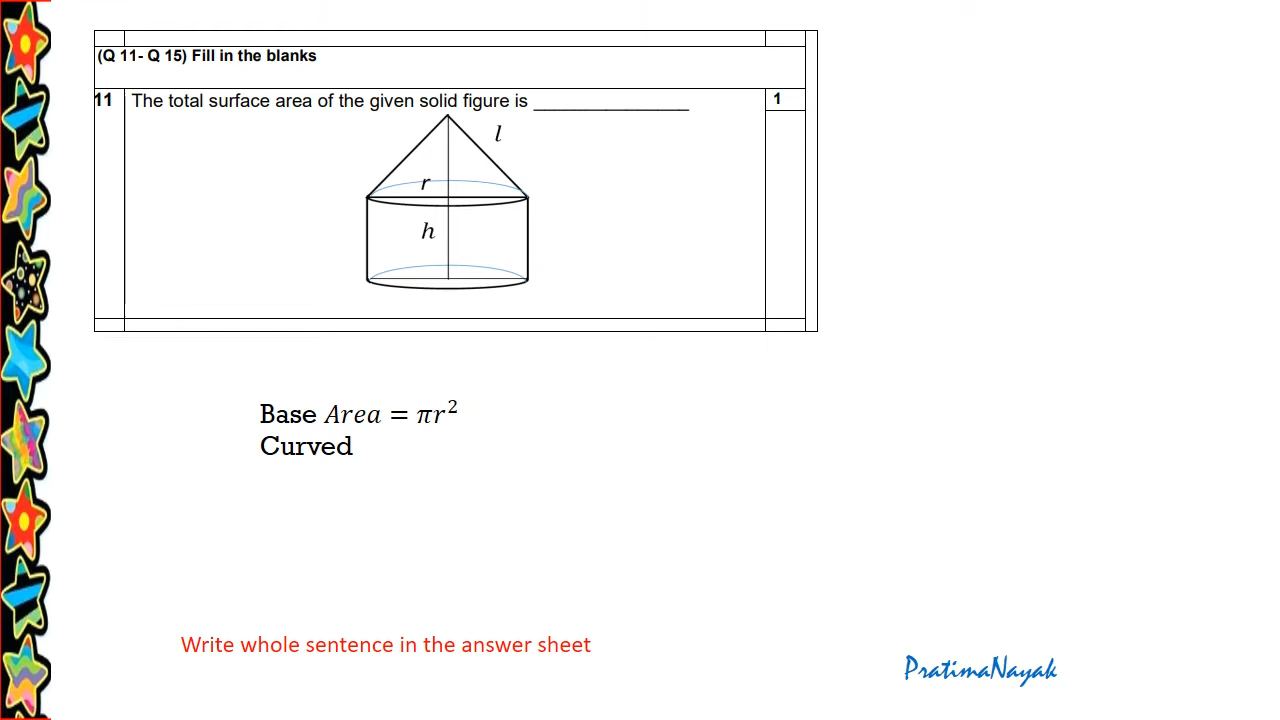 (Q 11- Q 15) Fill in the blanks
11 The total surface area of the given solid figure is _______________ 1
l
r
h
Base Area = πr²
Curved
Write whole sentence in the answer sheet
PratimaNayak